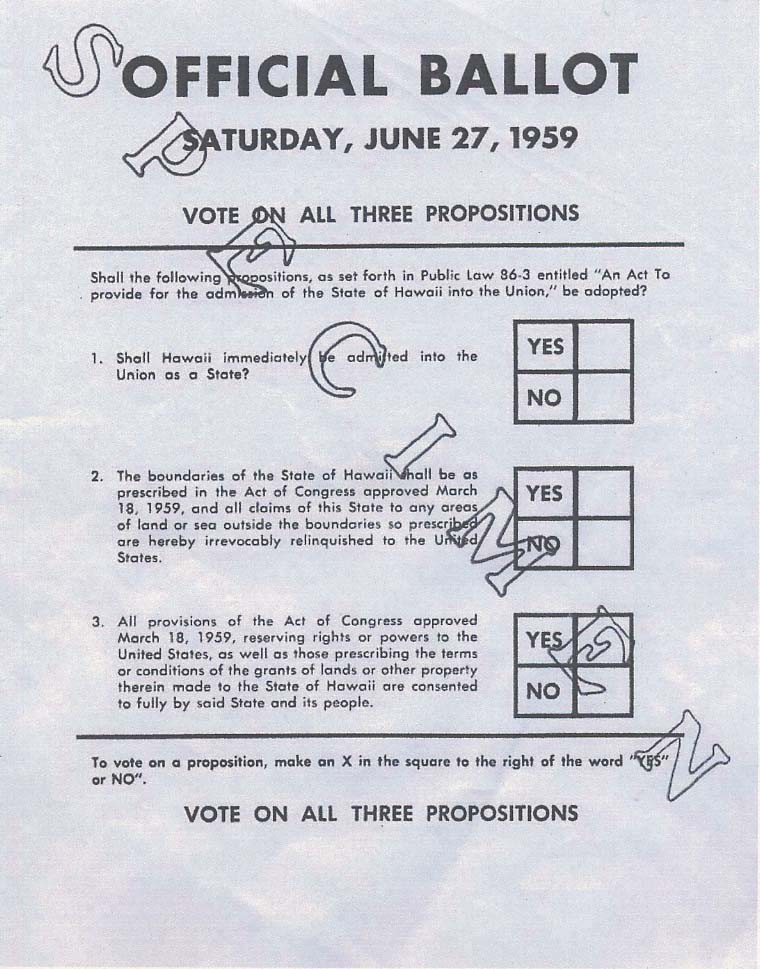 OFFICIAL BALLOT
SATURDAY, JUNE 27, 1959
VOTE ON ALL THREE PROPOSITIONS
Shall the following propositions, as set forth in Public Law 86-3 entitled "An Act To
provide for the admission of the State of Hawaii into the Union," be adopted?
1. Shall Hawaii immediately be admitted into the
Union as a State?
YES
NO
2. The boundaries of the State of Hawaii shall be as
prescribed in the Act of Congress approved March
18, 1959, and all claims of this State to any areas
of land or sea outside the boundaries so prescribed
are hereby irrevocably relinquished to the United
States.
YES
NO
3. All provisions of the Act of Congress approved
March 18, 1959, reserving rights or powers to the
United States, as well as those prescribing the terms
or conditions of the grants of lands or other property
therein made to the State of Hawaii are consented
to fully by said State and its people.
YES
NO
To vote on a proposition, make an X in the square to the right of the word "YES"
or NO".
VOTE ON ALL THREE PROPOSITIONS
SPECIMEN